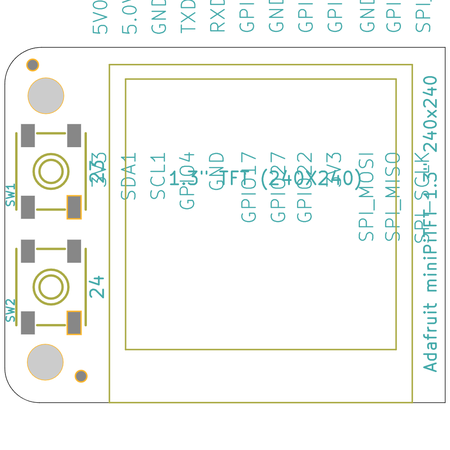 5V0
5.0V
GND
TXD
RXD
GPI
GND
GPI
GPI
GND
GPI
SPI_
3V3
SDA1
SCL1
GPIO4
GND
GPIO17
GPIO27
GPIO22
3V3
SPI_MOSI
SPI_MISO
SPI_SCLK
1.3'' TFT (240X240)
23
SW1
24
SW2
Adafruit miniPiTFT 1.3" 240x240